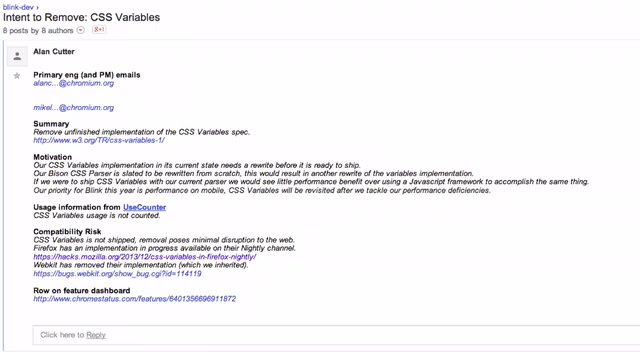 blink-dev ›
Intent to Remove: CSS Variables
8 posts by 8 authors
g+1
Alan Cutter
Primary eng (and PM) emails
alanc...@chromium.org
mikel...@chromium.org
Summary
Remove unfinished implementation of the CSS Variables spec.
http://www.w3.org/TR/css-variables-1/
Motivation
Our CSS Variables implementation in its current state needs a rewrite before it is ready to ship.
Our Bison CSS Parser is slated to be rewritten from scratch, this would result in another rewrite of the variables implementation.
If we were to ship CSS Variables with our current parser we would see little performance benefit over using a Javascript framework to accomplish the same thing.
Our priority for Blink this year is performance on mobile, CSS Variables will be revisited after we tackle our performance deficiencies.
Usage information from UseCounter
CSS Variables usage is not counted.
Compatibility Risk
CSS Variables is not shipped, removal poses minimal disruption to the web.
Firefox has an implementation in progress available on their Nightly channel.
https://hacks.mozilla.org/2013/12/css-variables-in-firefox-nightly/
Webkit has removed their implementation (which we inherited).
https://bugs.webkit.org/show_bug.cgi?id=114119
Row on feature dashboard
http://www.chromestatus.com/features/6401356696911872
Click here to Reply